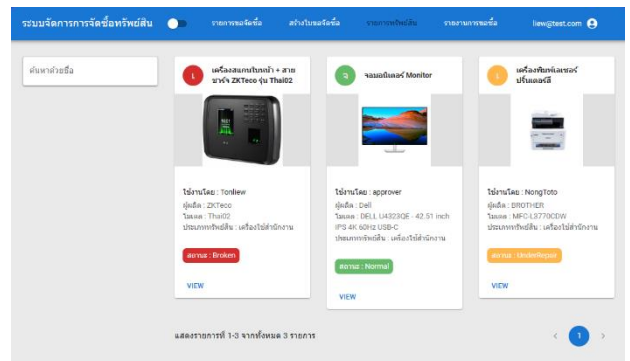 ระบบจัดการการจัดซื้อทรัพย์สิน
รายการขอจัดซื้อ
สร้างใบขอจัดซื้อ
รายการทรัพย์สิน
รายงานการขอซื้อ
liew@test.com
ค้นหาด้วยชื่อ
เ
เครื่องสแกนใบหน้า + สาย
ชาร์จ ZKTeco รุ่น Thai02
ใช้งานโดย : Tonliew
ผู้ผลิต : ZKTeco
โมเดล : Thai02
ประเภททรัพย์สิน : เครื่องใช้สำนักงาน
สถานะ : Broken
VIEW
จ
จอมอนิเตอร์ Monitor
ใช้งานโดย : approver
ผู้ผลิต : Dell
โมเดล : DELL U4323QE - 42.51 inch
IPS 4K 60Hz USB-C
ประเภททรัพย์สิน : เครื่องใช้สำนักงาน
สถานะ : Normal
VIEW
เ
เครื่องพิมพ์เลเซอร์
ปริ้นเตอร์สี
ใช้งานโดย : NongToto
ผู้ผลิต : BROTHER
โมเดล : MFC-L3770CDW
ประเภททรัพย์สิน : เครื่องใช้สำนักงาน
สถานะ : UnderRepair
VIEW
แสดงรายการที่ 1-3 จากทั้งหมด 3 รายการ
1